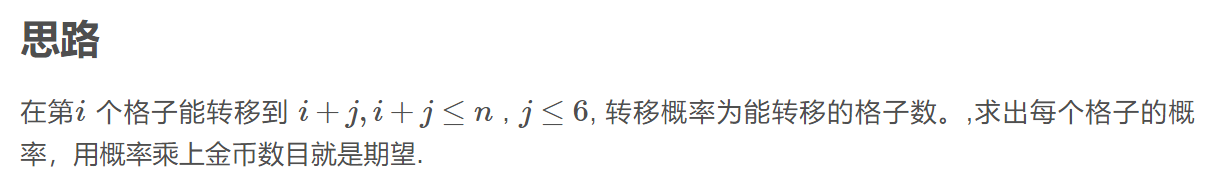 思路
在第i 个格子能转移到 i + j, i + j ≤ n , j ≤ 6, 转移概率为能转移的格子数。,求出每个格子的概
率，用概率乘上金币数目就是期望.